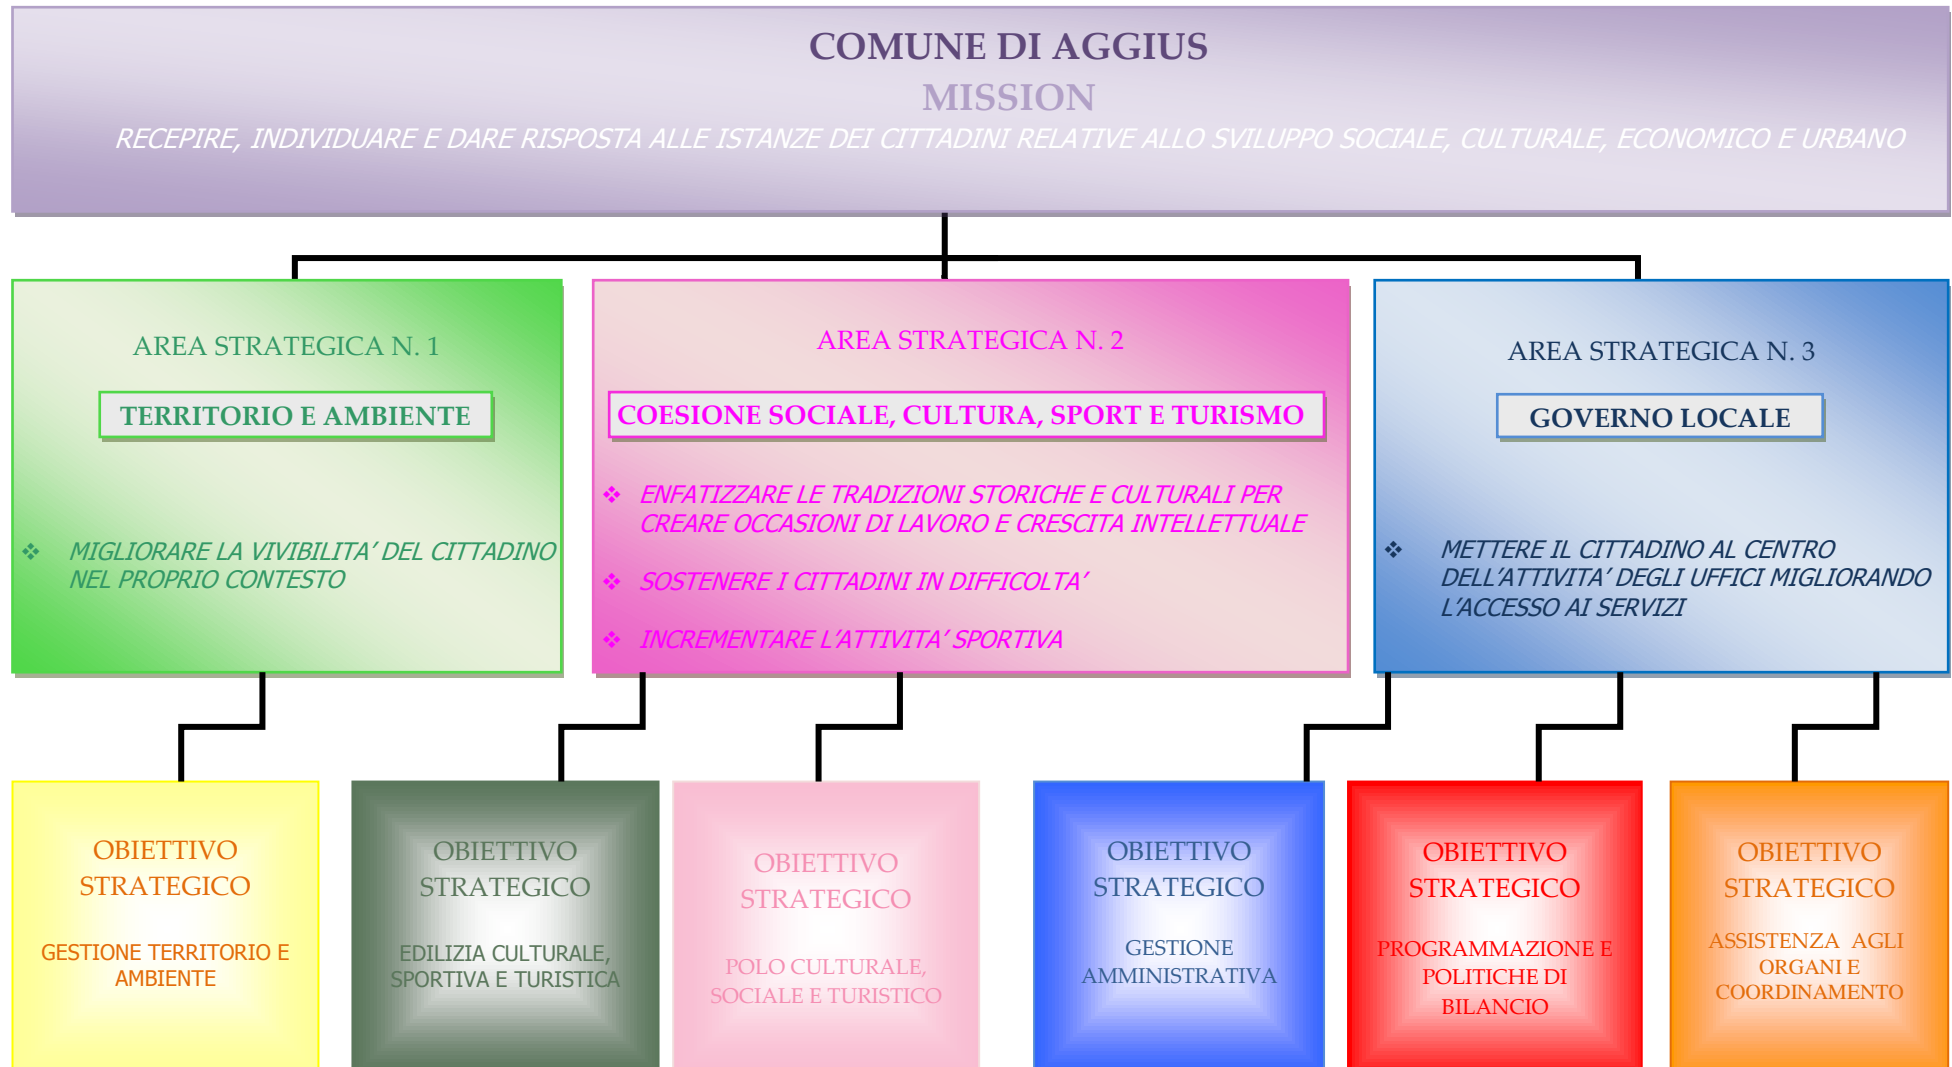 COMUNE DI AGGIUS
MISSION
RECEPIRE, INDIVIDUARE E DARE RISPOSTA ALLE ISTANZE DEI CITTADINI RELATIVE ALLO SVILUPPO SOCIALE, CULTURALE, ECONOMICO E URBANO
AREA STRATEGICA N. 1
TERRITORIO E AMBIENTE
❖ MIGLIORARE LA VIVIBILITA’ DEL CITTADINO
NEL PROPRIO CONTESTO
AREA STRATEGICA N. 2
COESIONE SOCIALE, CULTURA, SPORT E TURISMO
❖ ENFATIZZARE LE TRADIZIONI STORICHE E CULTURALI PER
CREARE OCCASIONI DI LAVORO E CRESCITA INTELLETTUALE
❖ SOSTENERE I CITTADINI IN DIFFICOLTA’
❖ INCREMENTARE L’ATTIVITA’ SPORTIVA
AREA STRATEGICA N. 3
GOVERNO LOCALE
❖ METTERE IL CITTADINO AL CENTRO
DELL’ATTIVITA’ DEGLI UFFICI MIGLIORANDO
L’ACCESSO AI SERVIZI
OBIETTIVO
STRATEGICO
GESTIONE TERRITORIO E
AMBIENTE
OBIETTIVO
STRATEGICO
EDILIZIA CULTURALE,
SPORTIVA E TURISTICA
OBIETTIVO
STRATEGICO
POLO CULTURALE,
SOCIALE E TURISTICO
OBIETTIVO
STRATEGICO
GESTIONE
AMMINISTRATIVA
OBIETTIVO
STRATEGICO
PROGRAMMAZIONE E
POLITICHE DI
BILANCIO
OBIETTIVO
STRATEGICO
ASSISTENZA AGLI
ORGANI E
COORDINAMENTO